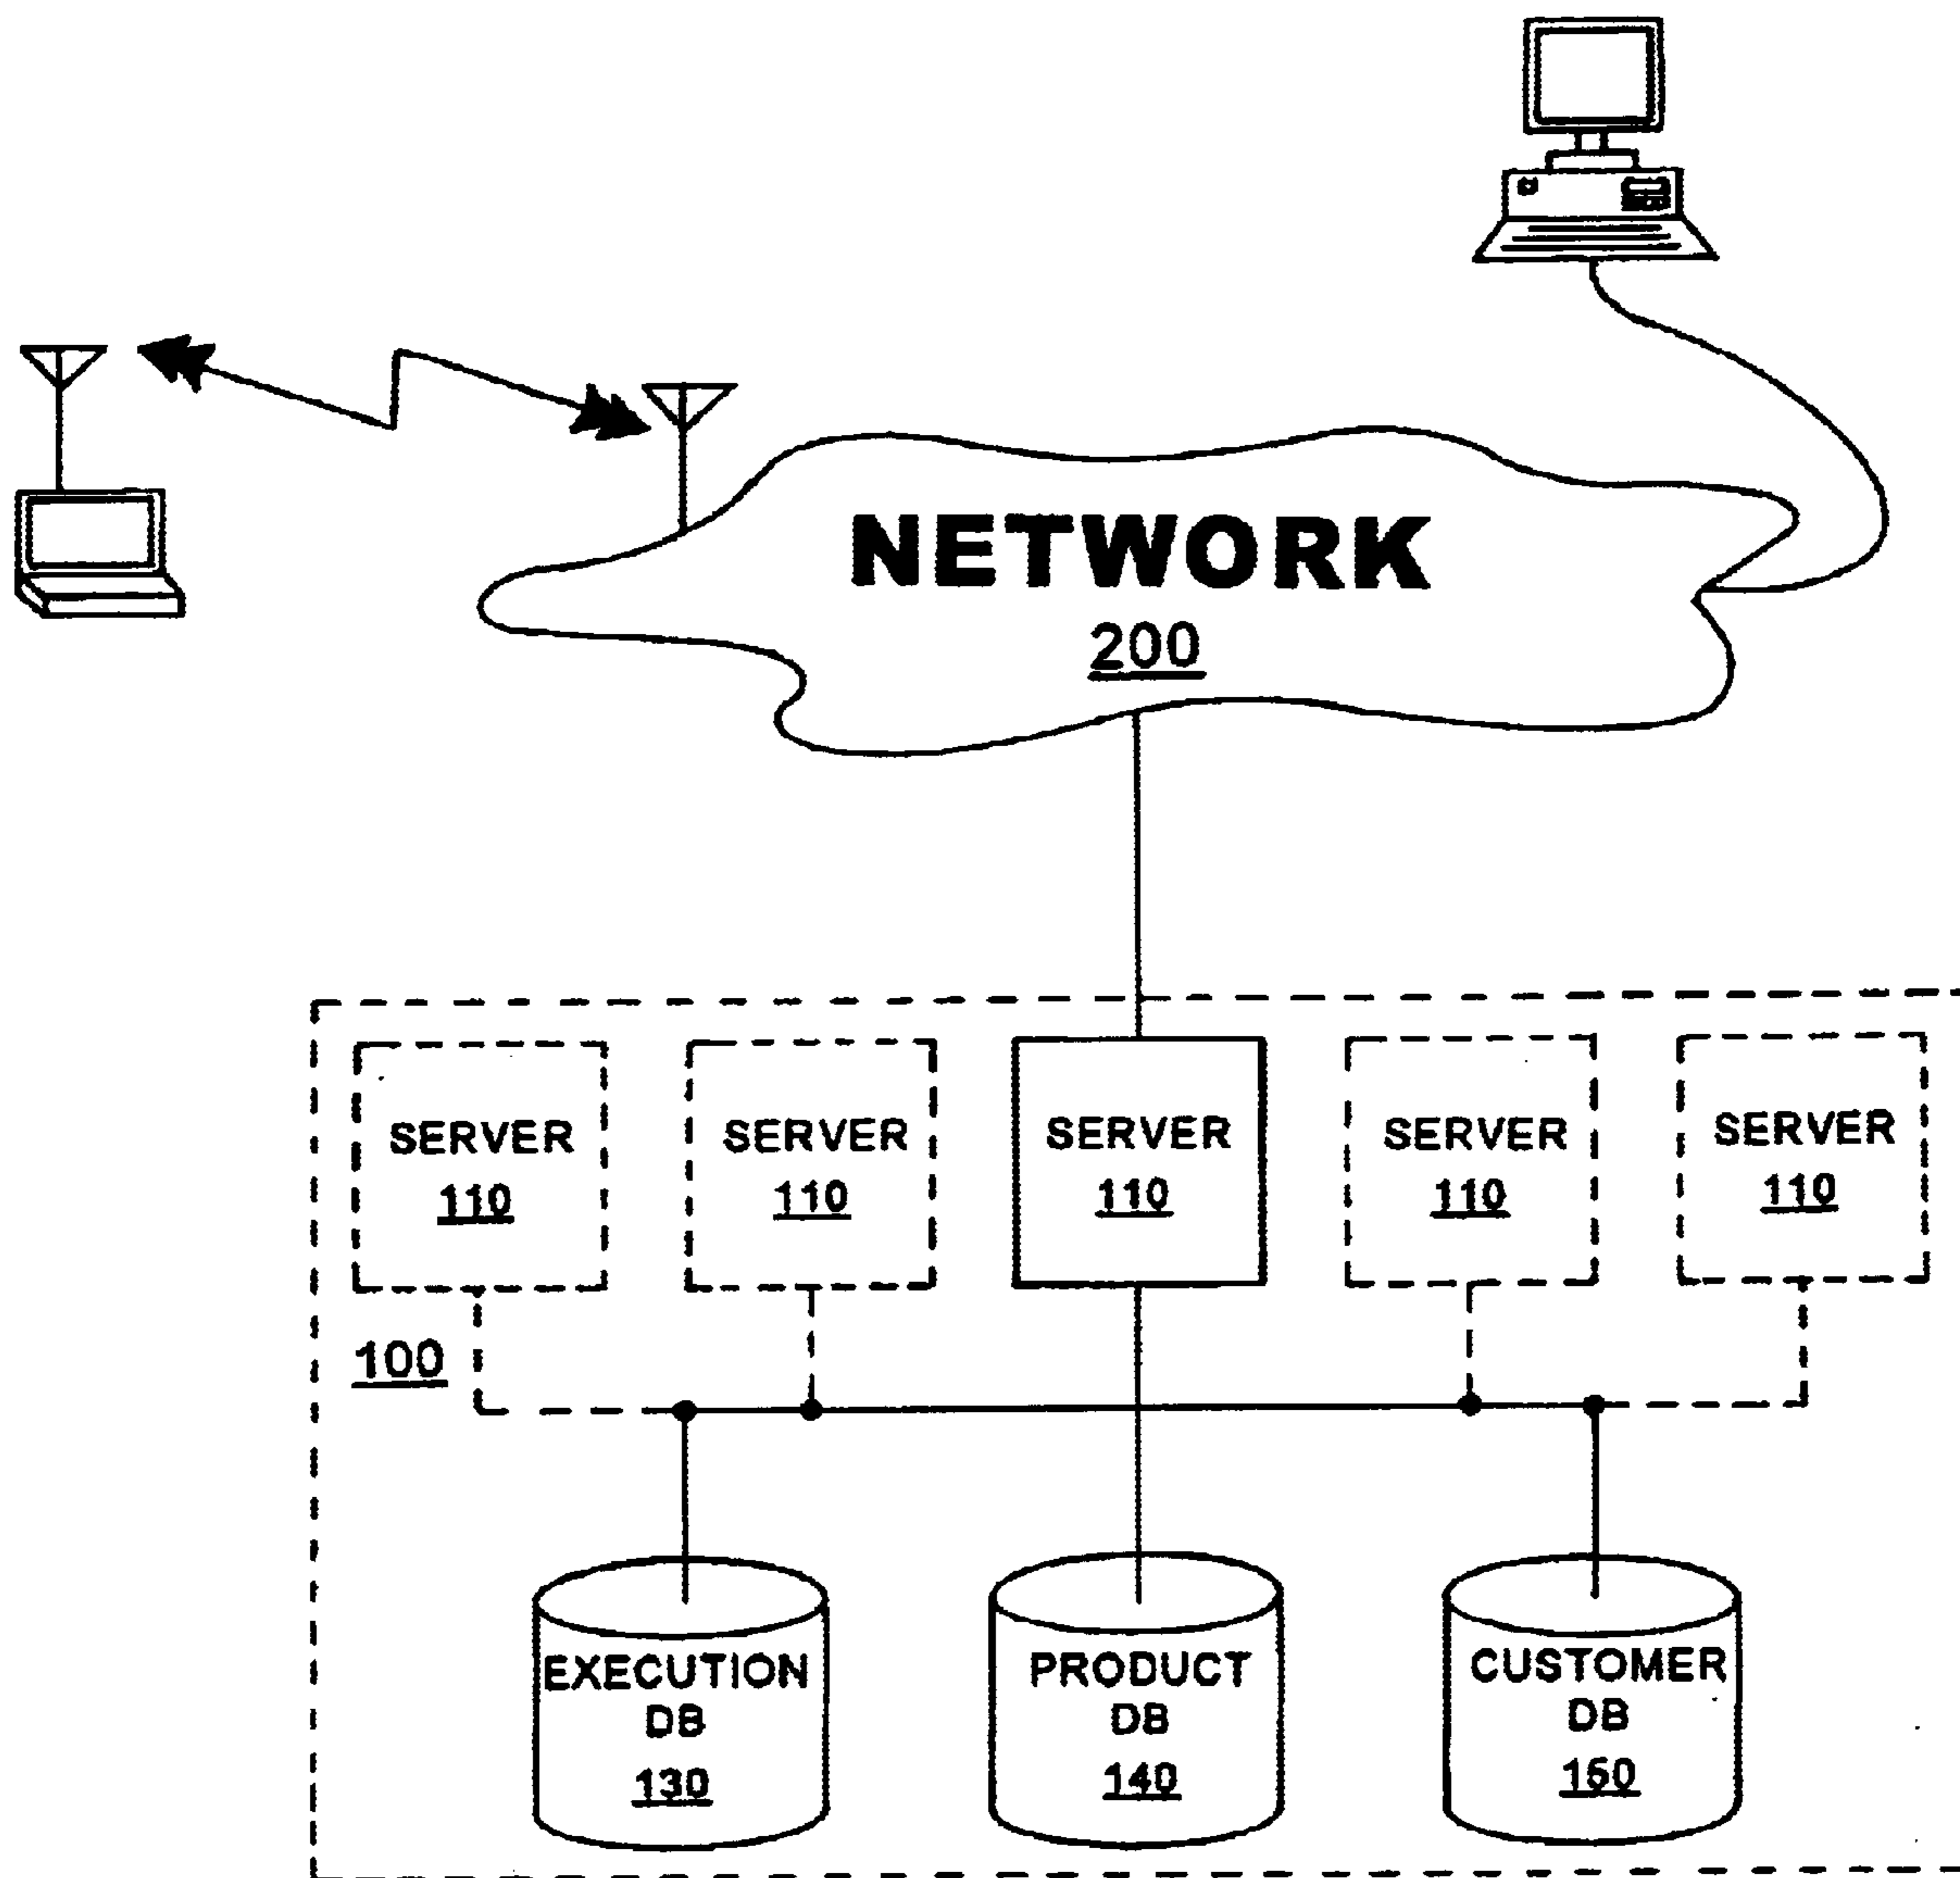 NETWORK
200
SERVER
110
SERVER
110
SERVER
110
SERVER
110
SERVER
110
100
EXECUTION
DB
130
PRODUCT
DB
140
CUSTOMER
DB
150